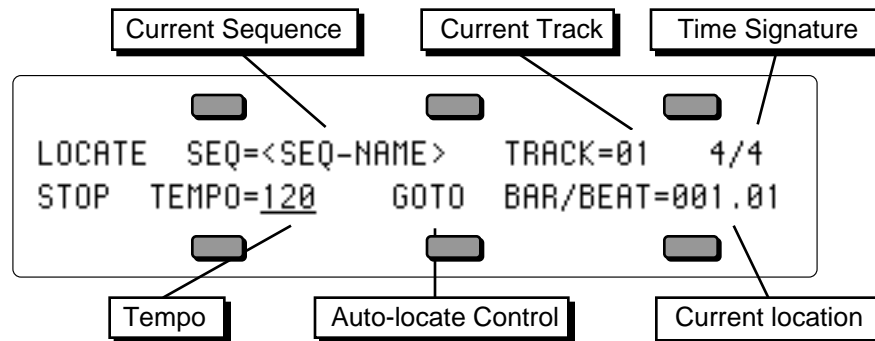 Current Sequence Current Track Time Signature
LOCATE SEQ=<SEQ-NAME> TRACK=01 4/4
STOP TEMPO=120 GOTO BAR/BEAT=001.01
Tempo Auto-locate Control Current location